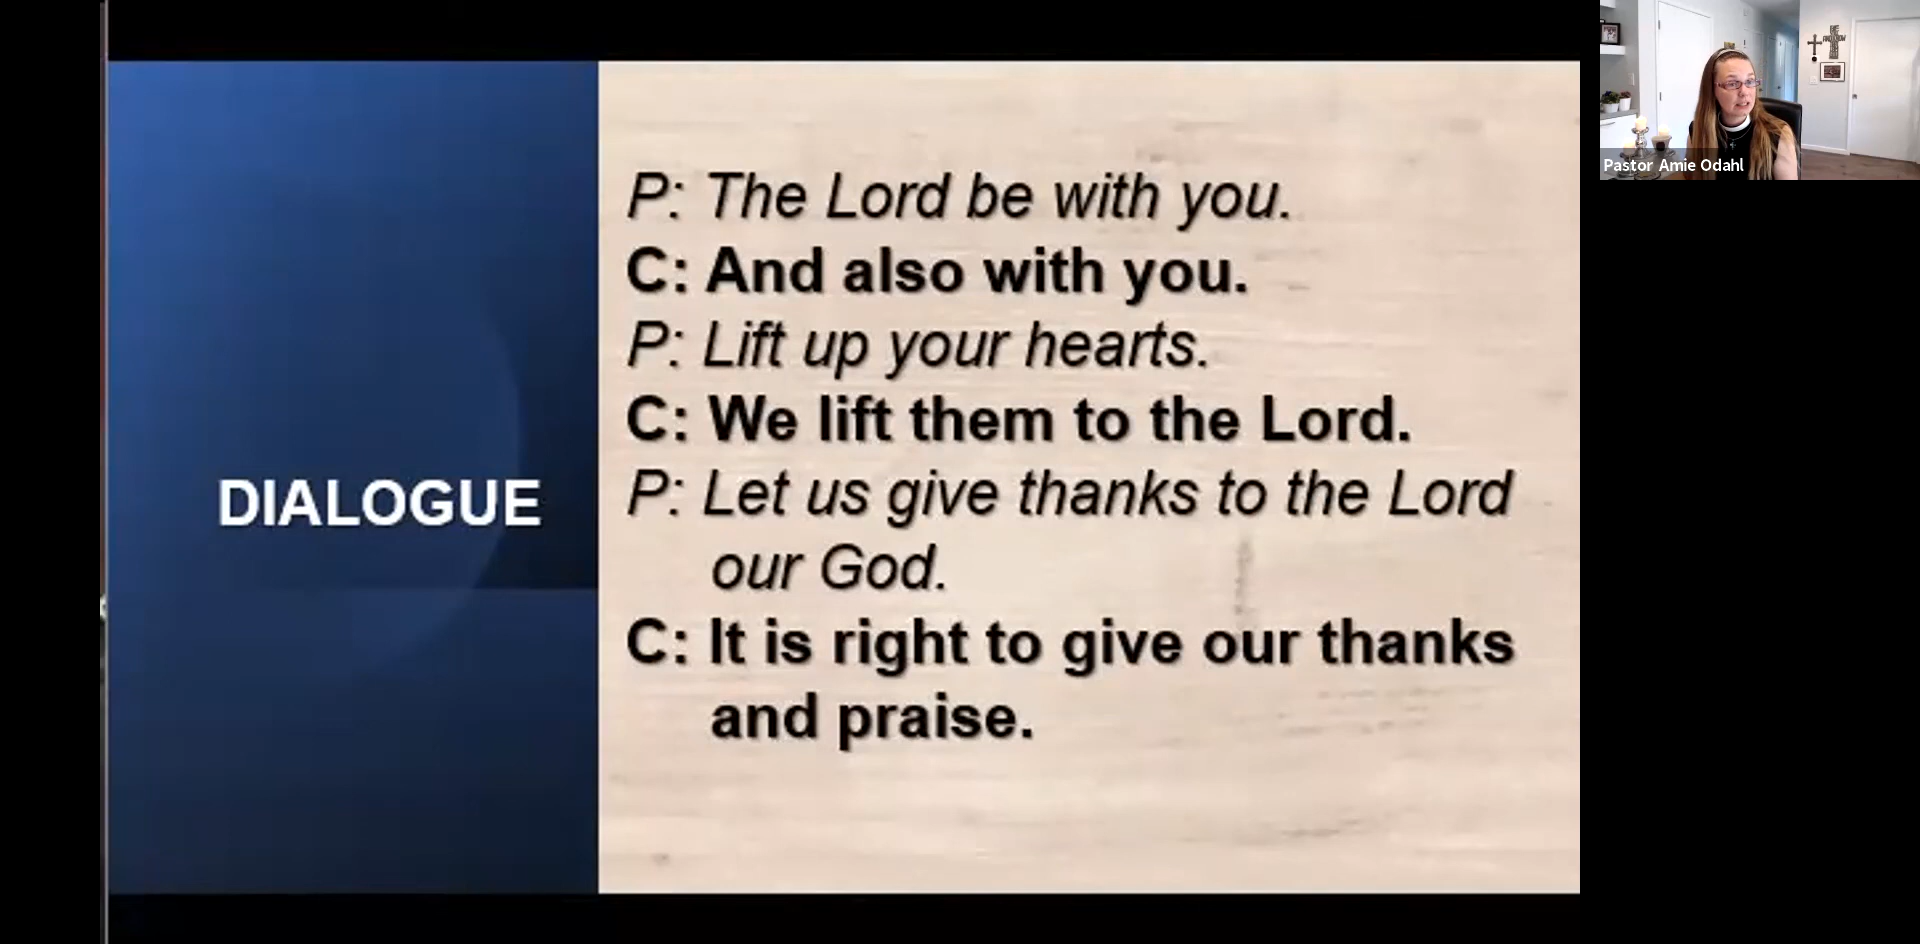 DIALOGUE
P: The Lord be with you.
C: And also with you.
P: Lift up your hearts.
C: We lift them to the Lord.
P: Let us give thanks to the Lord
our God.
C: It is right to give our thanks
and praise.
Pastor Amie Odahl